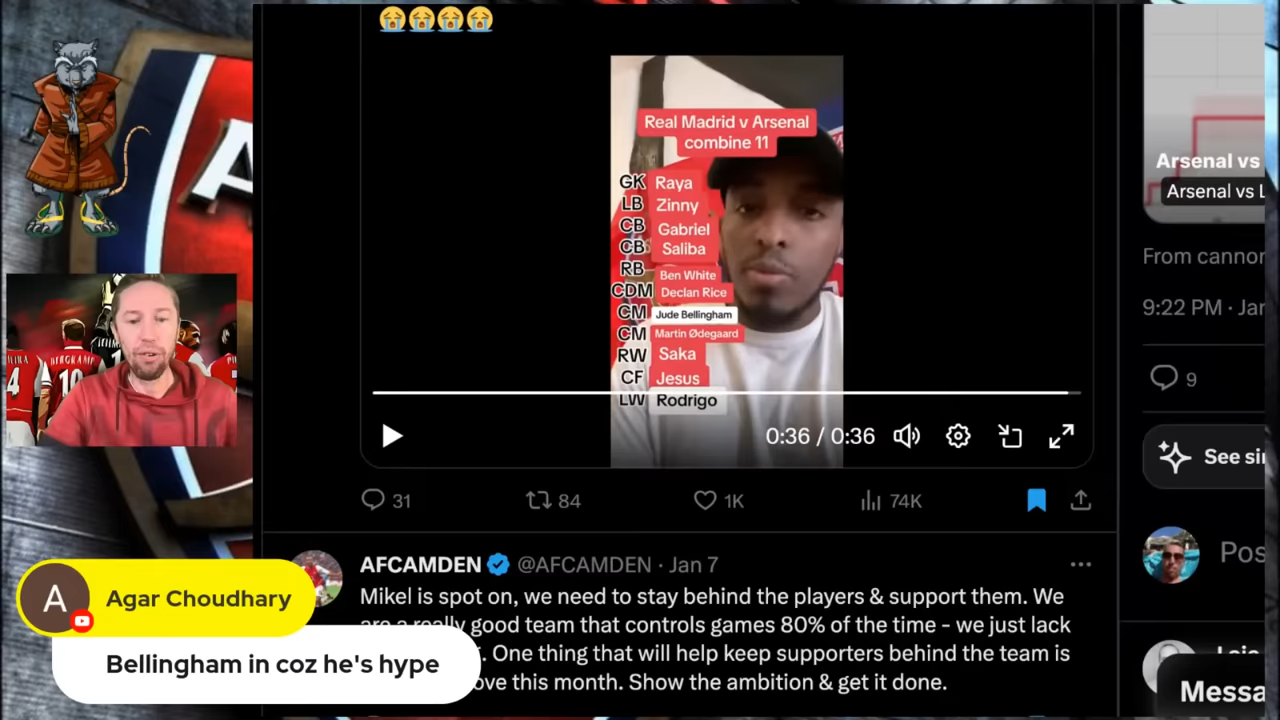 Real Madrid v Arsenal
combine 11
GK Raya
LB Zinny
CB Gabriel
CB Saliba
RB Ben White
CDM Declan Rice
CM Jude Bellingham
CM Martin Ødegaard
RW Saka
CF Jesus
LW Rodrigo
0:36 / 0:36
31
84
1K
74K
AFCAMDEN @AFCAMDEN · Jan 7
Mikel is spot on, we need to stay behind the players & support them. We
are a really good team that controls games 80% of the time - we just lack
One thing that will help keep supporters behind the team is
this month. Show the ambition & get it done.
A
Agar Choudhary
Bellingham in coz he's hype
4
BERGKAMP
10
Arsenal vs
Arsenal vs L
From cannor
9:22 PM · Jan
9
See si
Pos
Messa